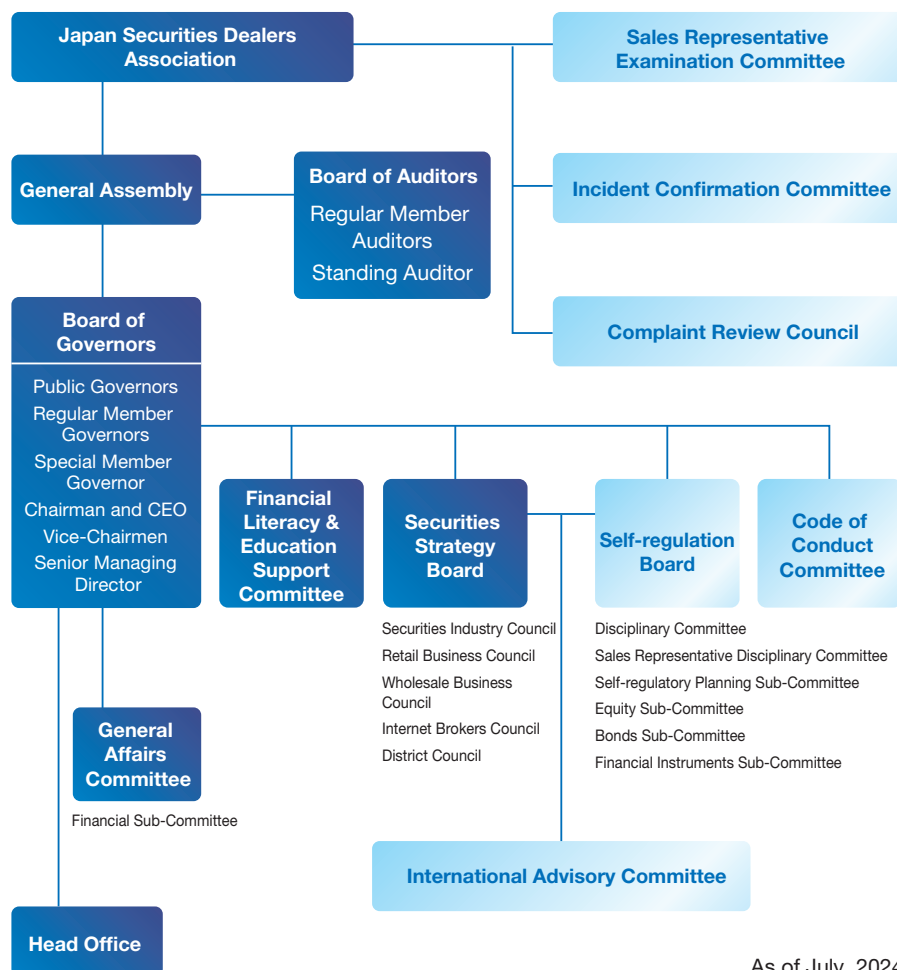 Japan Securities Dealers
Association
Sales Representative
Examination Committee
General Assembly
Board of Auditors
Regular Member
Auditors
Standing Auditor
Incident Confirmation Committee
Complaint Review Council
Board of
Governors
Public Governors
Regular Member
Governors
Special Member
Governor
Chairman and CEO
Vice-Chairmen
Senior Managing
Director
Financial
Literacy &
Education
Support
Committee
Securities
Strategy
Board
Self-regulation
Board
Code of
Conduct
Committee
Securities Industry Council
Retail Business Council
Wholesale Business
Council
Internet Brokers Council
District Council
Disciplinary Committee
Sales Representative Disciplinary Committee
Self-regulatory Planning Sub-Committee
Equity Sub-Committee
Bonds Sub-Committee
Financial Instruments Sub-Committee
General
Affairs
Committee
Financial Sub-Committee
International Advisory Committee
Head Office
As of July, 2024